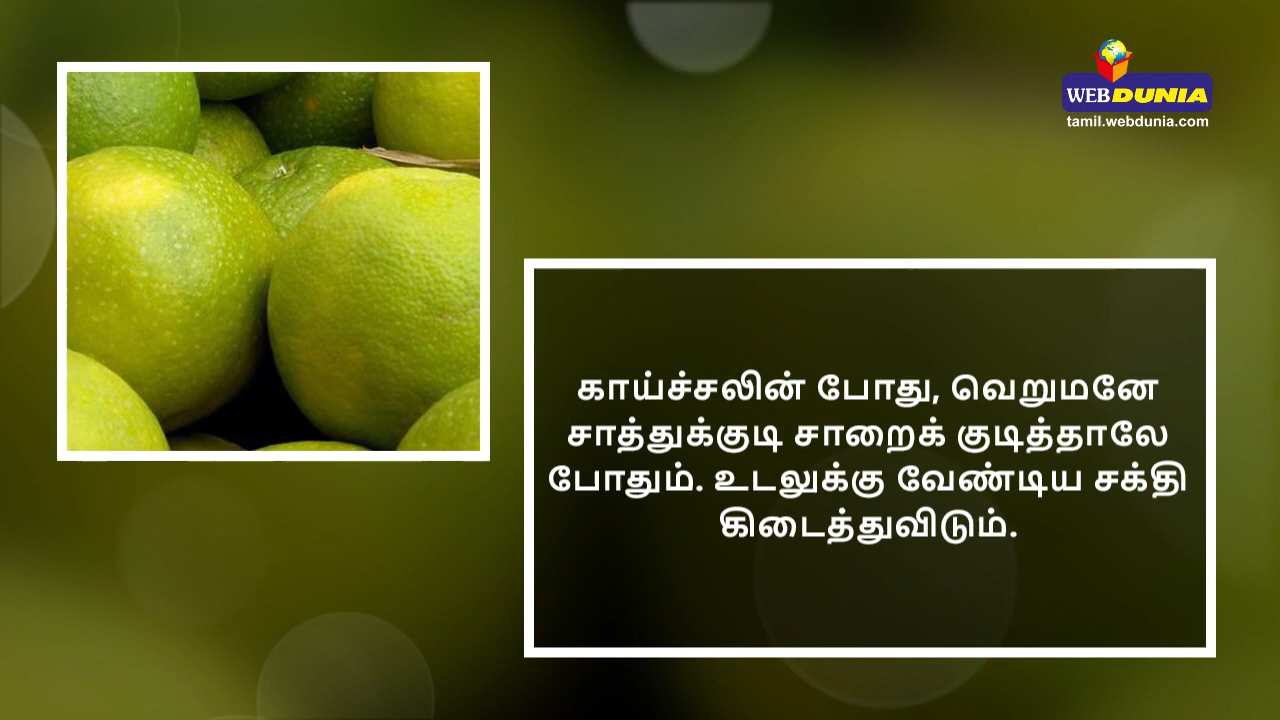 WEBDUNIA
tamil.webdunia.com
காய்ச்சலின் போது, வெறுமனே
சாத்துக்குடி சாறைக் குடித்தாலே
போதும். உடலுக்கு வேண்டிய சக்தி
கிடைத்துவிடும்.